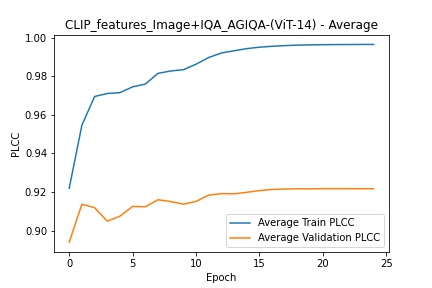 CLIP_features_Image+IQA_AGIQA-(ViT-14) - Average
1.00
0.98
0.96
0.94
0.92
0.90
PLCC
Average Train PLCC
Average Validation PLCC
0
5
10
15
20
25
Epoch